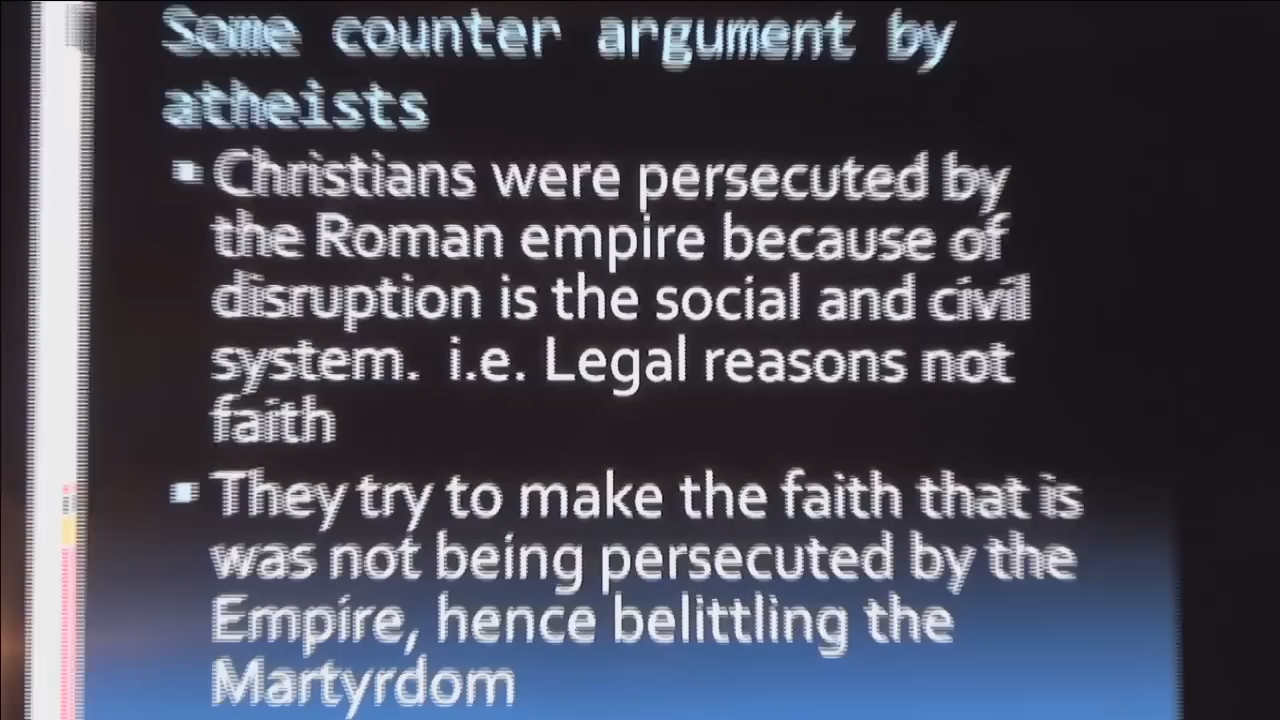 Some counter argument by
atheists
▪ Christians were persecuted by
the Roman empire because of
disruption is the social and civil
system. i.e. Legal reasons not
faith
▪ They try to make the faith that is
was not being persecuted by the
Empire, hence belittling the
Martyrdom